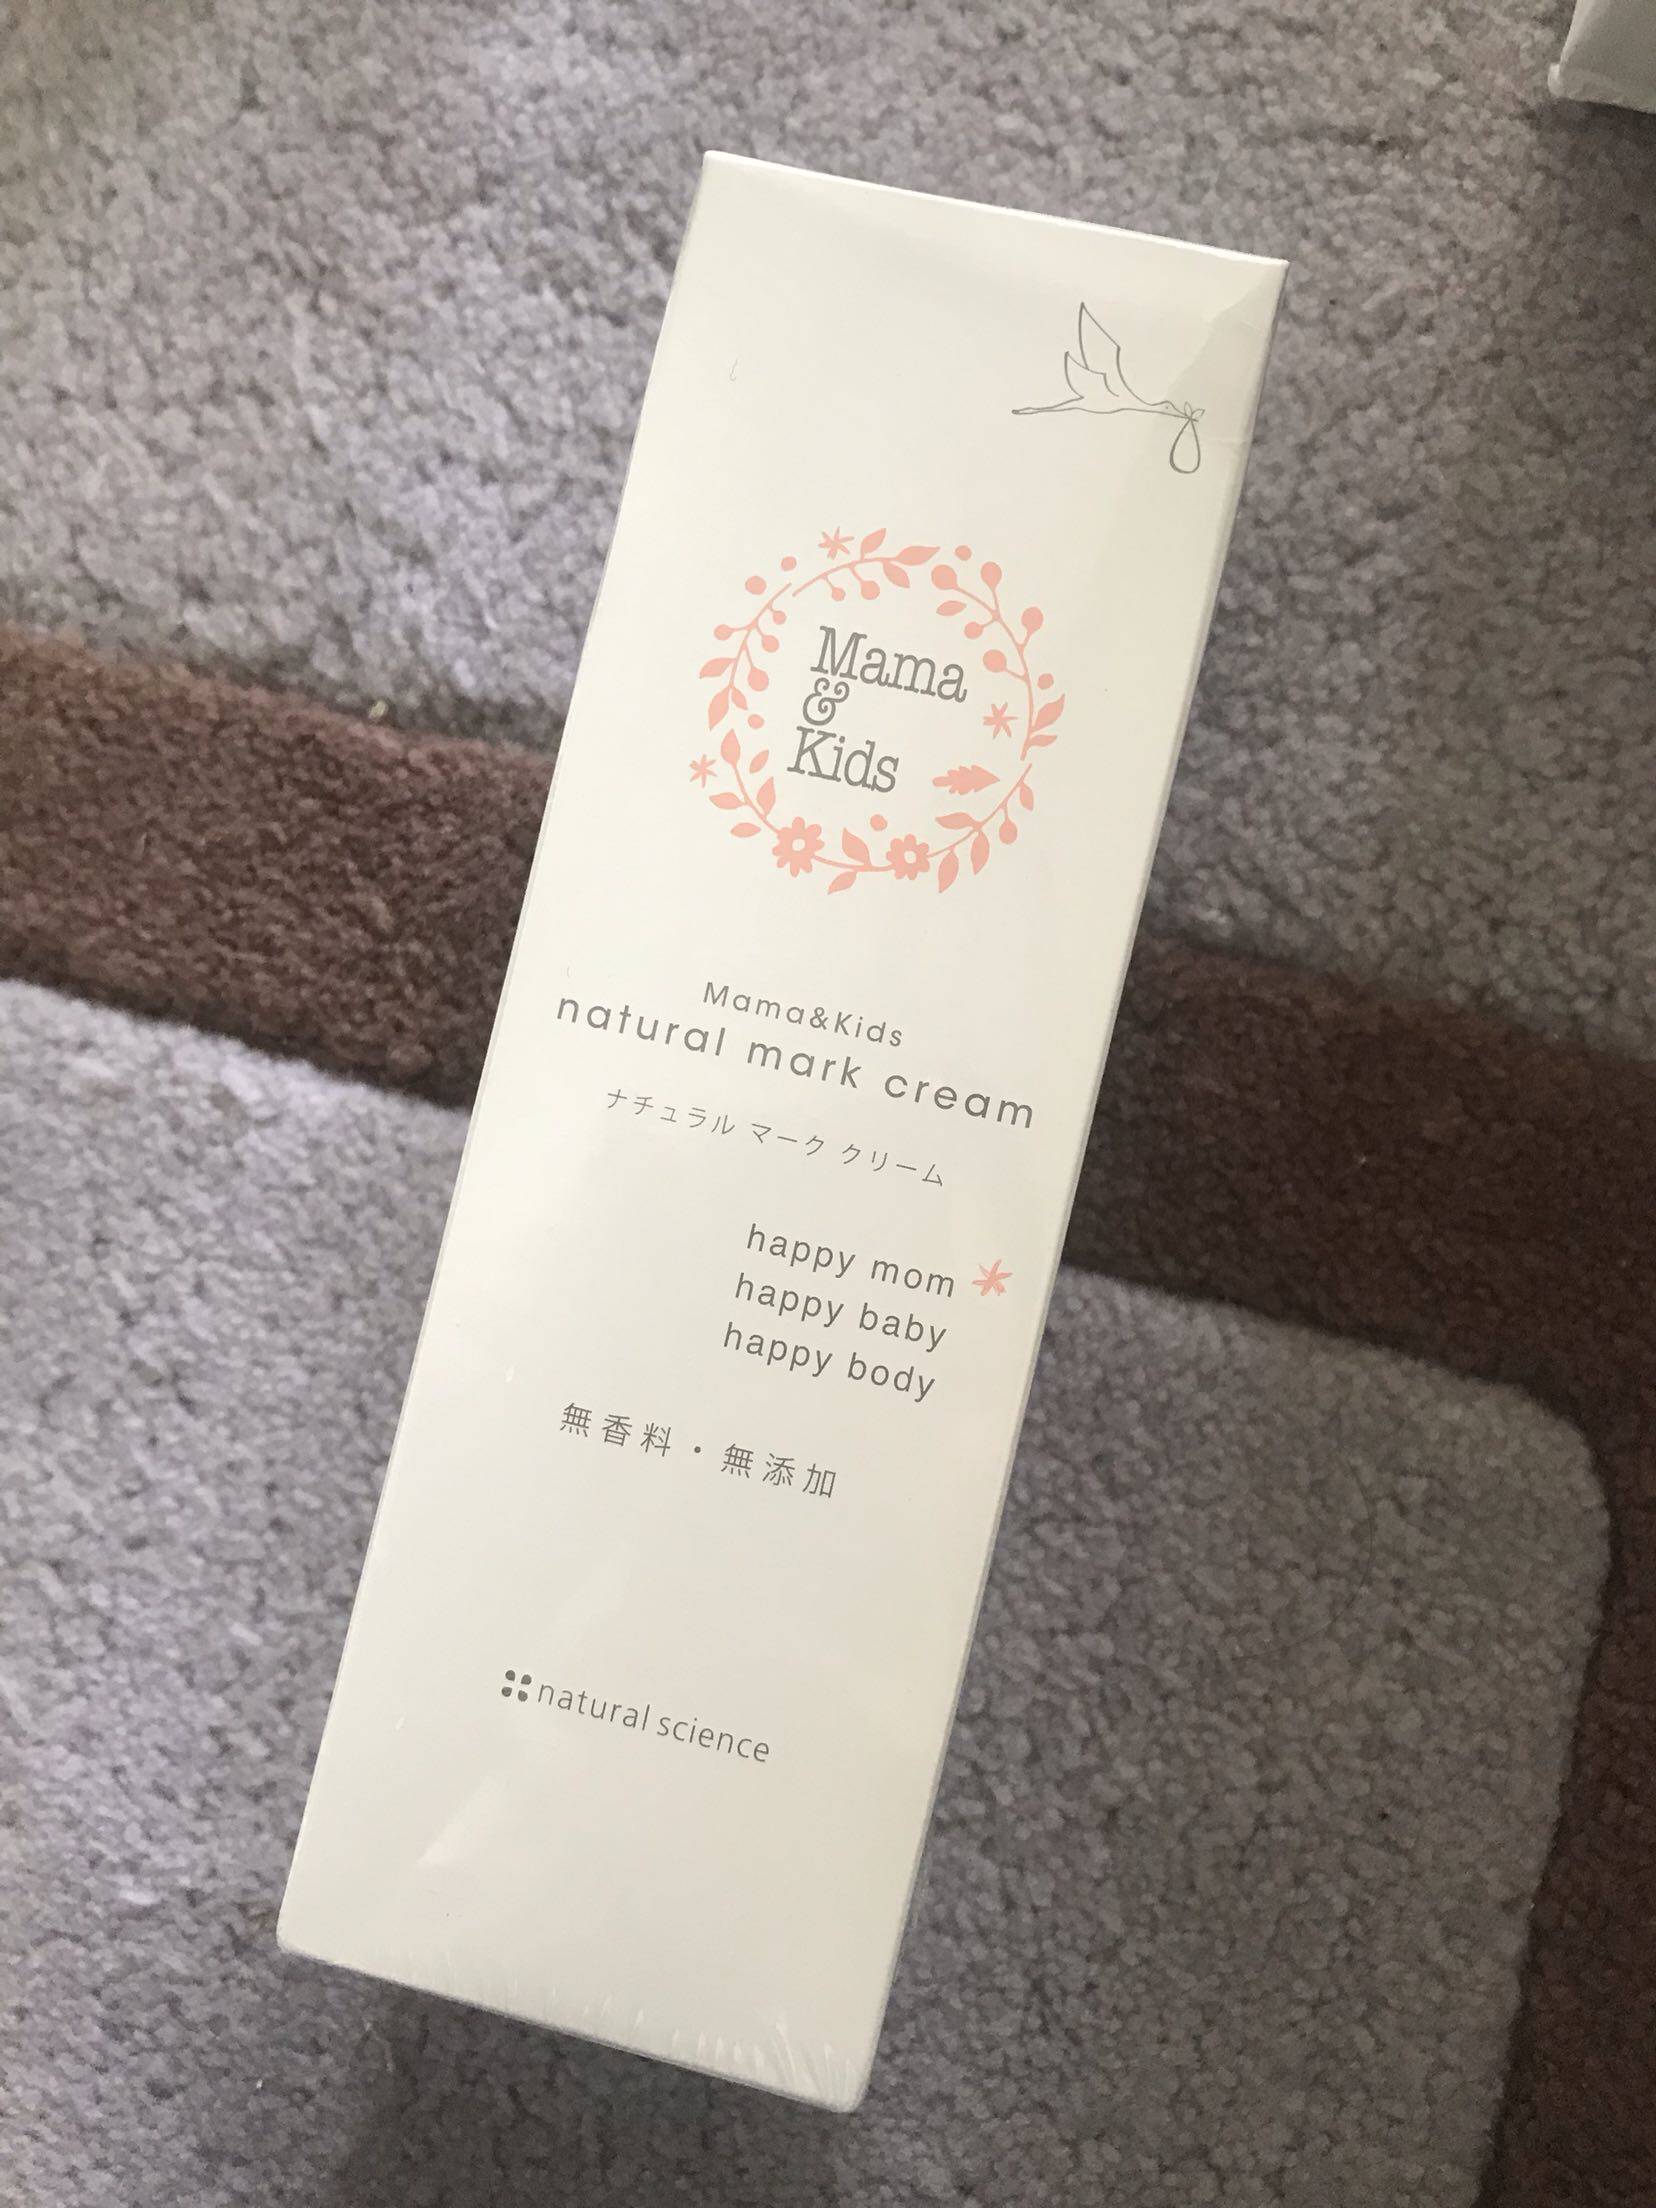 Mama
&
Kids
Mama&Kids
natural mark cream
ナチュラル マーク クリーム
happy mom
happy baby
happy body
無香料・無添加
natural science